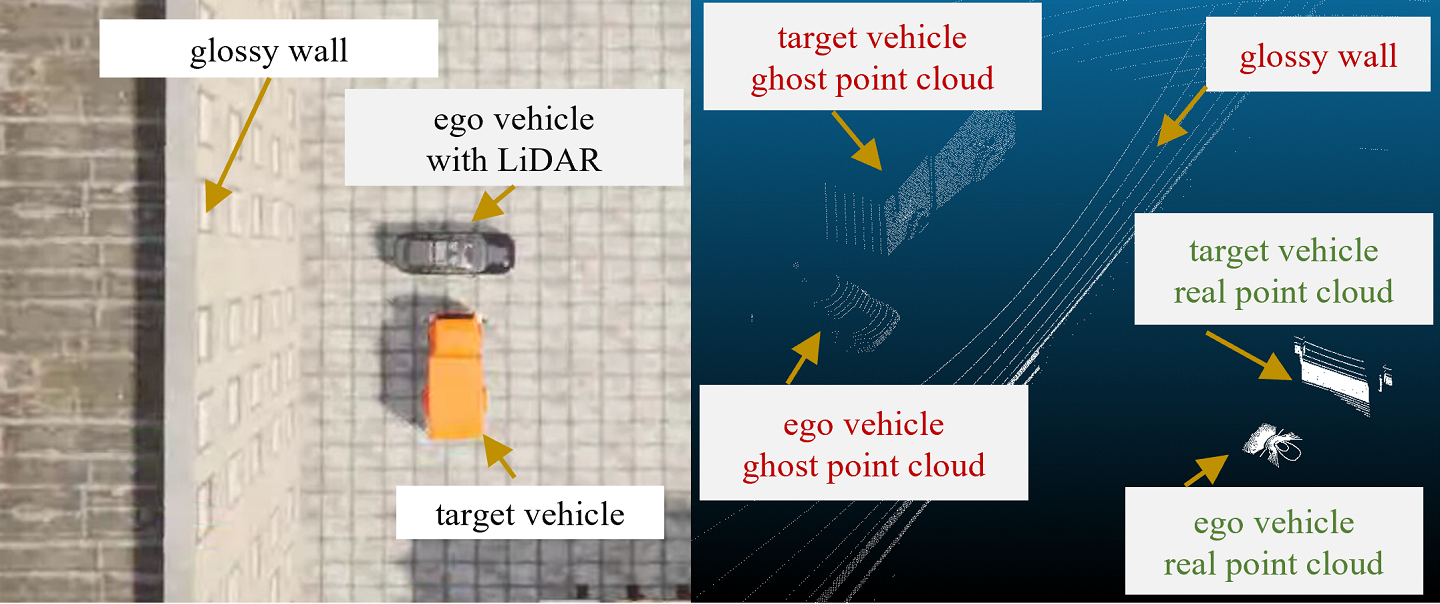 glossy wall
ego vehicle
with LiDAR
target vehicle
target vehicle
ghost point cloud
glossy wall
target vehicle
real point cloud
ego vehicle
ghost point cloud
ego vehicle
real point cloud